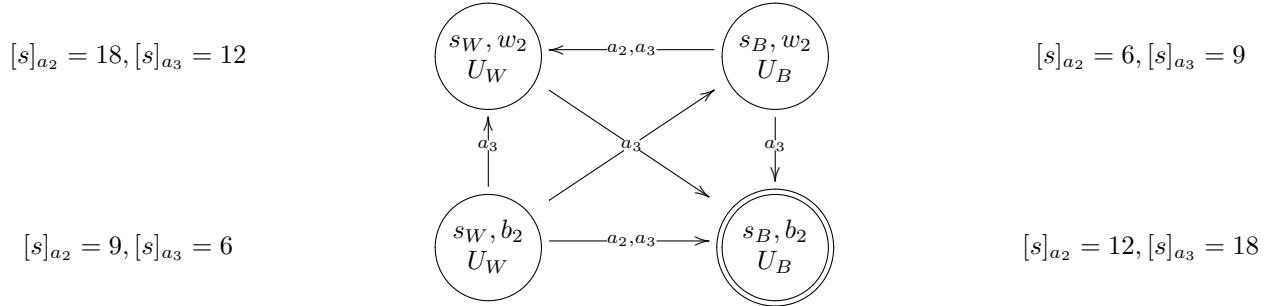 [s]_{a_2} = 18, [s]_{a_3} = 12
s_W, w_2
U_W
a_2,a_3
s_B, w_2
U_B
[s]_{a_2} = 6, [s]_{a_3} = 9
a_3
a_3
a_3
[s]_{a_2} = 9, [s]_{a_3} = 6
s_W, b_2
U_W
a_2,a_3
s_B, b_2
U_B
[s]_{a_2} = 12, [s]_{a_3} = 18